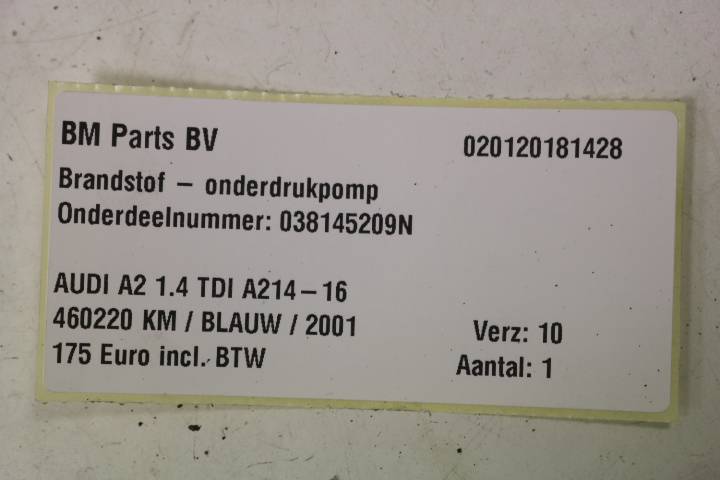 BM Parts BV 020120181428
Brandstof – onderdrukpomp
Onderdeelnummer: 038145209N
AUDI A2 1.4 TDI A214–16
460220 KM / BLAUW / 2001 Verz: 10
175 Euro incl. BTW Aantal: 1